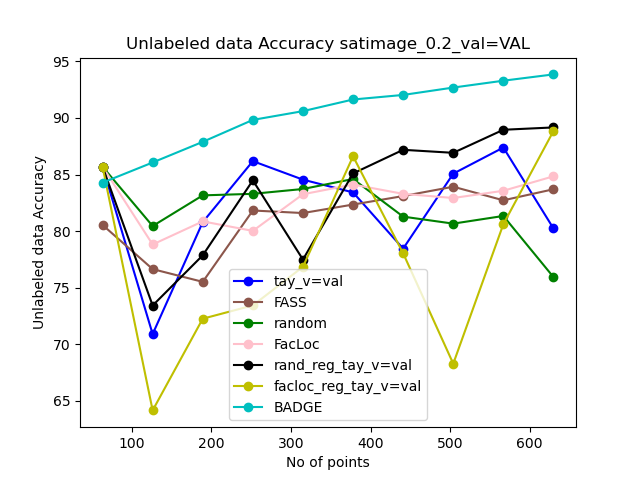 Unlabeled data Accuracy satimage_0.2_val=VAL
95
90
85
80
75
70
65
Unlabeled data Accuracy
tay_v=val
FASS
random
FacLoc
rand_reg_tay_v=val
facloc_reg_tay_v=val
BADGE
100 200 300 400 500 600
No of points